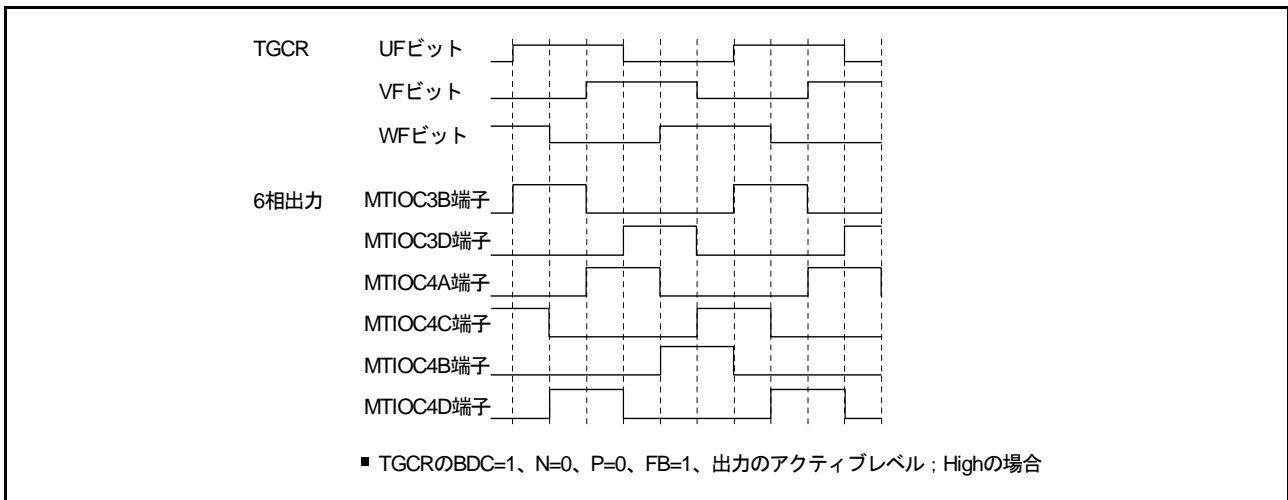 TGCR UFビット
VFビット
WFビット
6相出力 MTIOC3B端子
MTIOC3D端子
MTIOC4A端子
MTIOC4C端子
MTIOC4B端子
MTIOC4D端子
■ TGCRのBDC=1、N=0、P=0、FB=1、出力のアクティブレベル；Highの場合